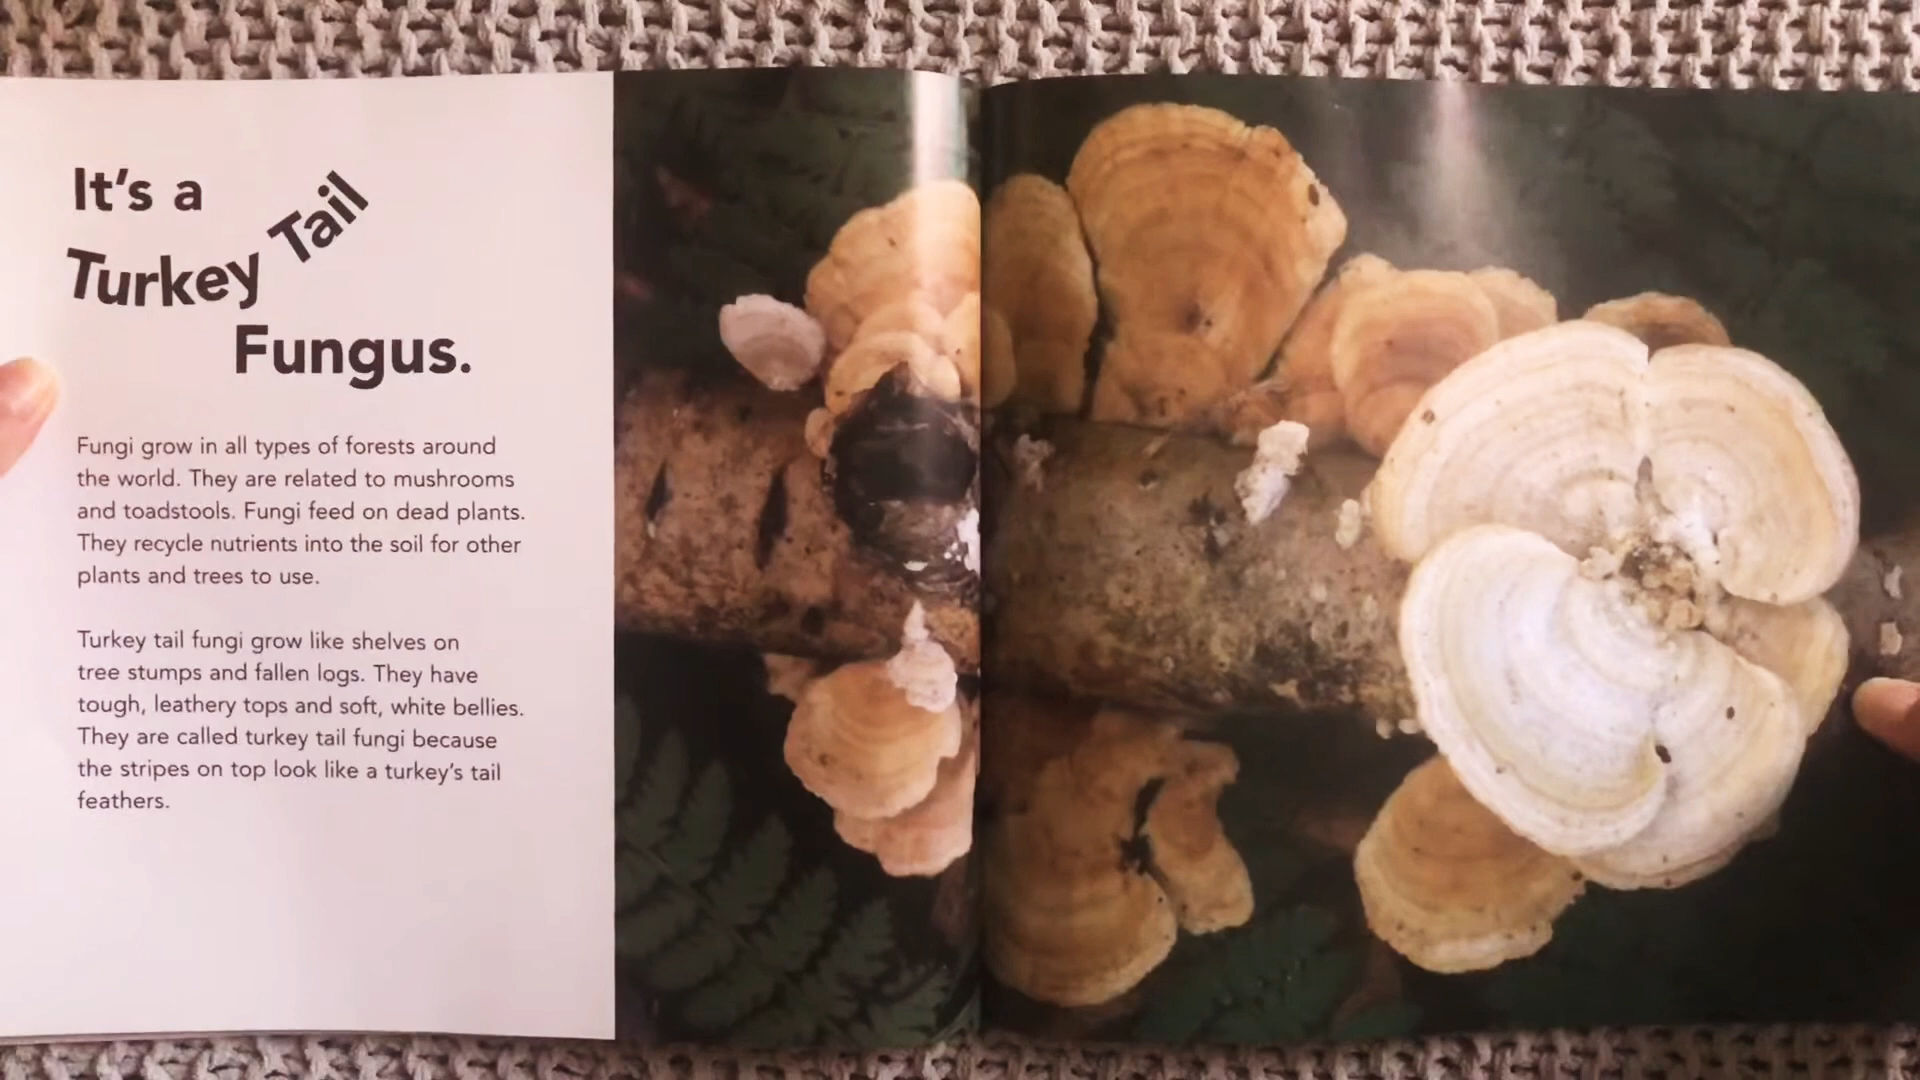 It's a
Turkey Tail
Fungus.
Fungi grow in all types of forests around
the world. They are related to mushrooms
and toadstools. Fungi feed on dead plants.
They recycle nutrients into the soil for other
plants and trees to use.
Turkey tail fungi grow like shelves on
tree stumps and fallen logs. They have
tough, leathery tops and soft, white bellies.
They are called turkey tail fungi because
the stripes on top look like a turkey's tail
feathers.